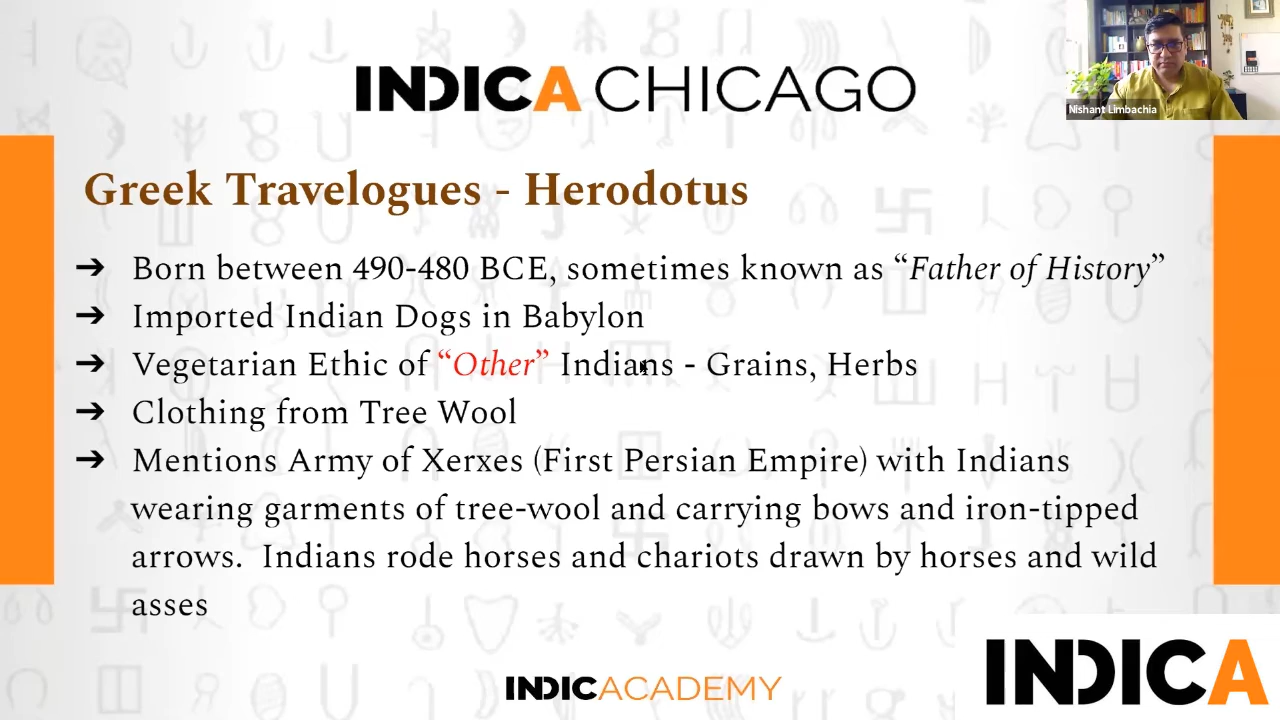 INDICA CHICAGO
Nishant Limbachia
Greek Travelogues - Herodotus
➔ Born between 490-480 BCE, sometimes known as “Father of History”
➔ Imported Indian Dogs in Babylon
➔ Vegetarian Ethic of “Other” Indians - Grains, Herbs
➔ Clothing from Tree Wool
➔ Mentions Army of Xerxes (First Persian Empire) with Indians
wearing garments of tree-wool and carrying bows and iron-tipped
arrows. Indians rode horses and chariots drawn by horses and wild
asses
INDICACADEMY
INDICA